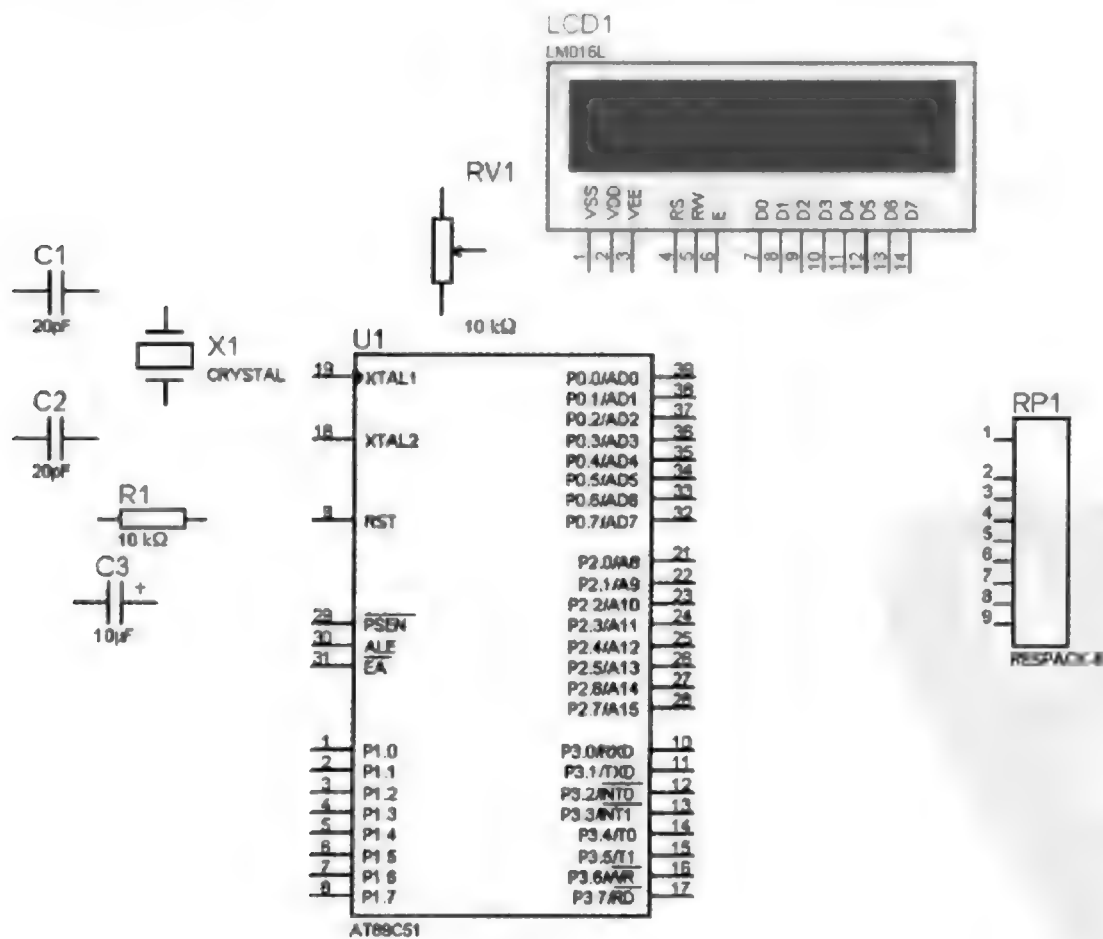 LCD1
LM016L
VSS
VDD
VEE
RS
RW
E
D0
D1
D2
D3
D4
D5
D6
D7
1
2
3
4
5
6
7
8
9
10
11
12
13
14
RV1
10 kΩ
C1
20pF
X1
CRYSTAL
C2
20pF
R1
10 kΩ
C3
+
10µF
U1
19 XTAL1
18 XTAL2
9 RST
29 PSEN
30 ALE
31 EA
1 P1.0
2 P1.1
3 P1.2
4 P1.3
5 P1.4
6 P1.5
7 P1.6
8 P1.7
P0.0/AD0 39
P0.1/AD1 38
P0.2/AD2 37
P0.3/AD3 36
P0.4/AD4 35
P0.5/AD5 34
P0.6/AD6 33
P0.7/AD7 32
P2.0/A8 21
P2.1/A9 22
P2.2/A10 23
P2.3/A11 24
P2.4/A12 25
P2.5/A13 26
P2.6/A14 27
P2.7/A15 28
P3.0/RXD 10
P3.1/TXD 11
P3.2/INT0 12
P3.3/INT1 13
P3.4/T0 14
P3.5/T1 15
P3.6/WR 16
P3.7/RD 17
AT89C51
RP1
1
2
3
4
5
6
7
8
9
RESPACK-8